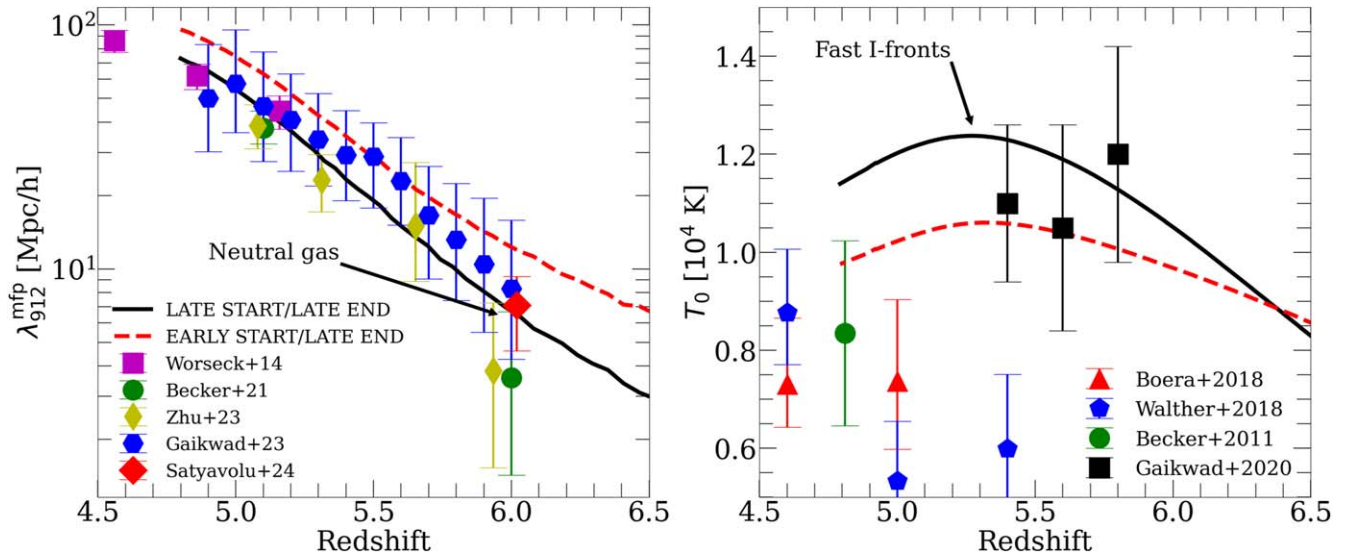 10²
10¹
λ₉₁₂ᵐᶠᵖ [Mpc/h]
Neutral gas
LATE START/LATE END
EARLY START/LATE END
Worseck+14
Becker+21
Zhu+23
Gaikwad+23
Satyavolu+24
4.5 5.0 5.5 6.0 6.5
Redshift
1.4
1.2
1.0
0.8
0.6
T₀ [10⁴ K]
Fast I-fronts
Boera+2018
Walther+2018
Becker+2011
Gaikwad+2020
4.5 5.0 5.5 6.0 6.5
Redshift